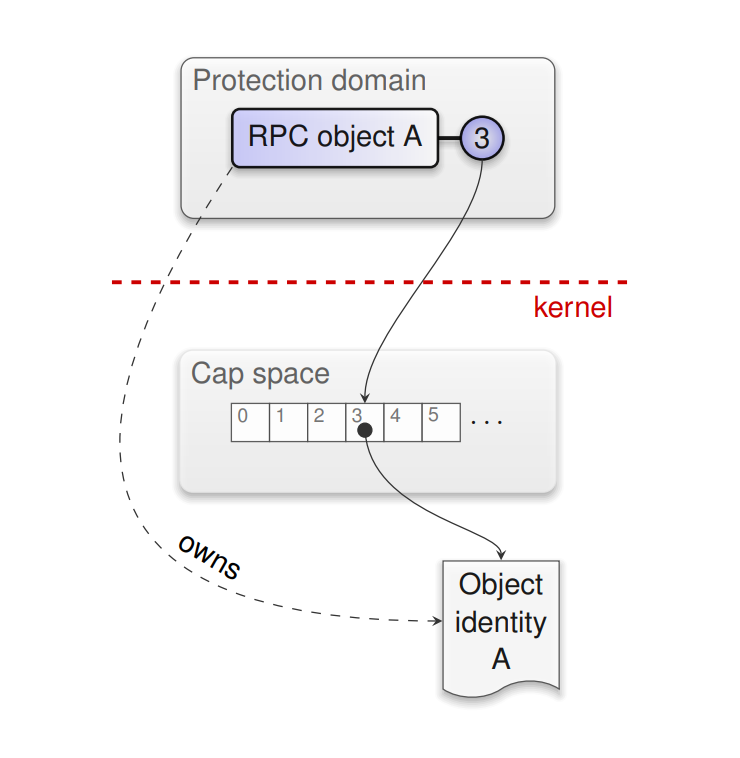 Protection domain
RPC object A
3
kernel
Cap space
0 1 2 3 4 5 ...
owns
Object
identity
A